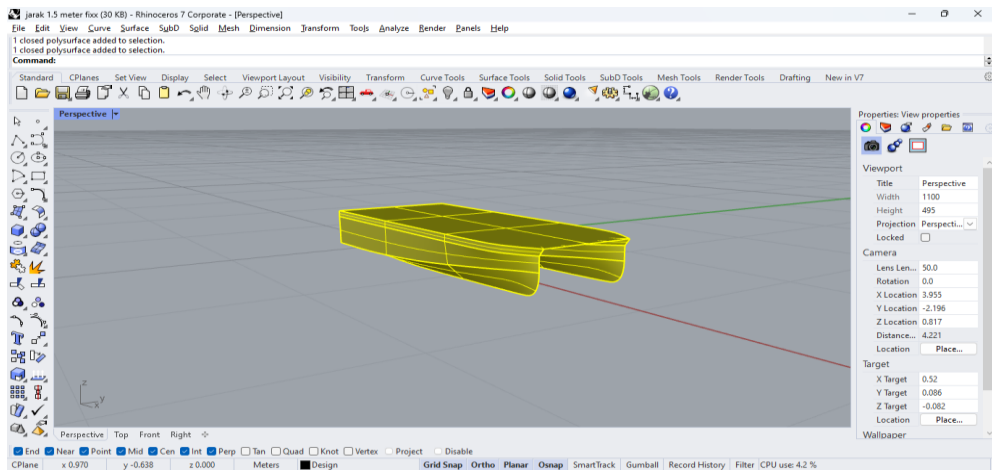 jarak 1.5 meter fixx (30 KB) - Rhinoceros 7 Corporate - [Perspective]
File Edit View Curve Surface SubD Solid Mesh Dimension Transform Tools Analyze Render Panels Help
1 closed polysurface added to selection.
1 closed polysurface added to selection.
Command:
Standard CPlanes Set View Display Select Viewport Layout Visibility Transform Curve Tools Surface Tools Solid Tools SubD Tools Mesh Tools Render Tools Drafting New in V7
Perspective
Properties: View properties
Viewport
Title Perspective
Width 1100
Height 495
Projection Perspecti...
Locked
Camera
Lens Len... 50.0
Rotation 0.0
X Location 3.955
Y Location -2.196
Z Location 0.817
Distance... 4.221
Location Place...
Target
X Target 0.52
Y Target 0.086
Z Target -0.082
Location Place...
Wallpaper
z
x y
Perspective Top Front Right
End Near Point Mid Cen Int Perp Tan Quad Knot Vertex Project Disable
CPlane x 0.970 y -0.638 z 0.000 Meters Design Grid Snap Ortho Planar Osnap SmartTrack Gumball Record History Filter CPU use: 4.2 %